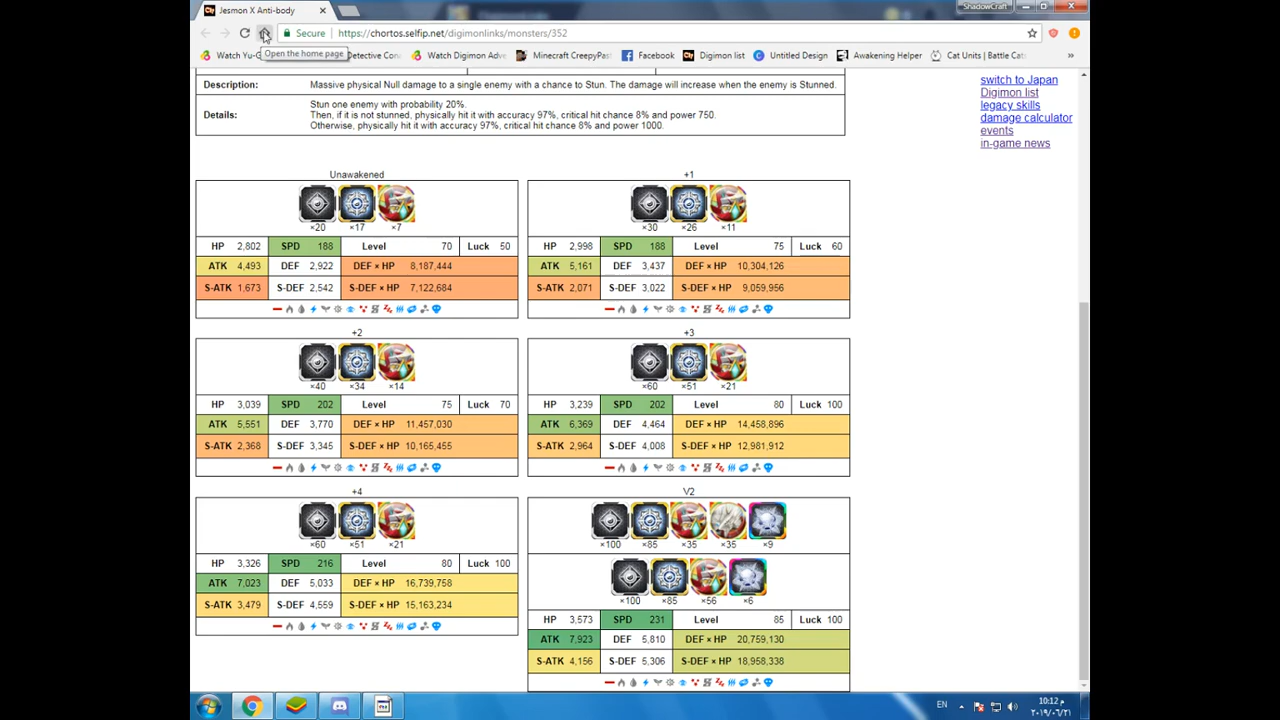 Jesmon X Anti-body
ShadowCraft
Secure
https://chortos.selfip.net/digimonlinks/monsters/352
Watch Yu-G
Open the home page
Detective Con
Watch Digimon Adve
Minecraft CreepyPast
Facebook
Digimon list
Untitled Design
Awakening Helper
Cat Units | Battle Cat
Description: Massive physical Null damage to a single enemy with a chance to Stun. The damage will increase when the enemy is Stunned.
Details: Stun one enemy with probability 20%.
Then, if it is not stunned, physically hit it with accuracy 97%, critical hit chance 8% and power 750.
Otherwise, physically hit it with accuracy 97%, critical hit chance 8% and power 1000.
switch to Japan
Digimon list
legacy skills
damage calculator
events
in-game news
Unawakened
×20 ×17 ×7
HP 2,802 SPD 188 Level 70 Luck 50
ATK 4,493 DEF 2,922 DEF × HP 8,187,444
S-ATK 1,673 S-DEF 2,542 S-DEF × HP 7,122,684
+1
×30 ×26 ×11
HP 2,998 SPD 188 Level 75 Luck 60
ATK 5,161 DEF 3,437 DEF × HP 10,304,126
S-ATK 2,071 S-DEF 3,022 S-DEF × HP 9,059,956
+2
×40 ×34 ×14
HP 3,039 SPD 202 Level 75 Luck 70
ATK 5,551 DEF 3,770 DEF × HP 11,457,030
S-ATK 2,368 S-DEF 3,345 S-DEF × HP 10,165,455
+3
×60 ×51 ×21
HP 3,239 SPD 202 Level 80 Luck 100
ATK 6,369 DEF 4,464 DEF × HP 14,458,896
S-ATK 2,964 S-DEF 4,008 S-DEF × HP 12,981,912
+4
×60 ×51 ×21
HP 3,326 SPD 216 Level 80 Luck 100
ATK 7,023 DEF 5,033 DEF × HP 16,739,758
S-ATK 3,479 S-DEF 4,559 S-DEF × HP 15,163,234
V2
×100 ×85 ×35 ×35 ×9
×100 ×85 ×56 ×6
HP 3,573 SPD 231 Level 85 Luck 100
ATK 7,923 DEF 5,810 DEF × HP 20,759,130
S-ATK 4,156 S-DEF 5,306 S-DEF × HP 18,958,338
EN
10:12 م
٢٠١٩/٠٦/٢١